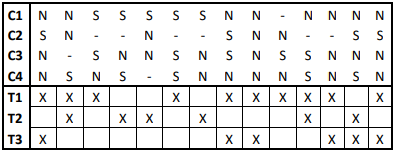 C1 N N S S S S S N N - N N N N
C2 S N - - N - - S N N - - S S
C3 N - S N N S N S N S S N N N
C4 N S N S - S N N N N S N S N
T1 X X X X X X X X X X
T2 X X X X X X
T3 X X X X X X